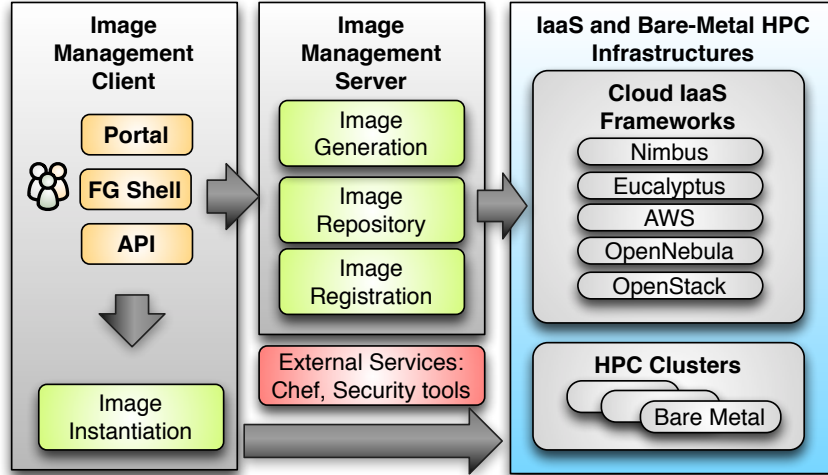 Image
Management
Client
Portal
FG Shell
API
Image
Instantiation
Image
Management
Server
Image
Generation
Image
Repository
Image
Registration
External Services:
Chef, Security tools
IaaS and Bare-Metal HPC
Infrastructures
Cloud IaaS
Frameworks
Nimbus
Eucalyptus
AWS
OpenNebula
OpenStack
HPC Clusters
Bare Metal